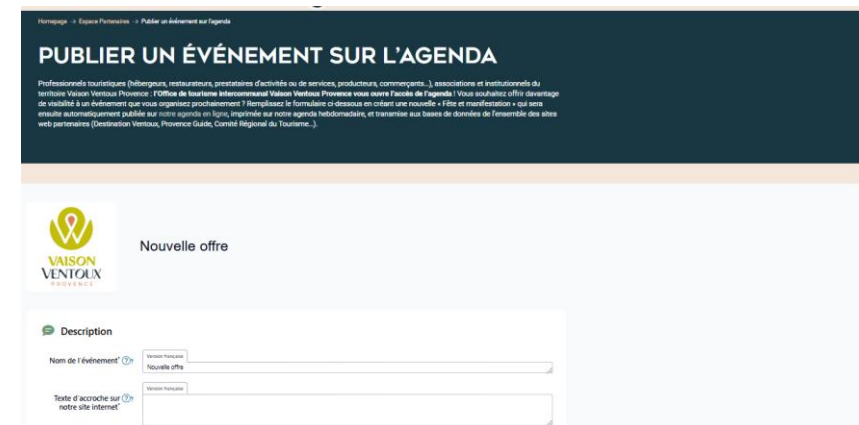 Homepage → Espace Partenaires → Publier un événement sur l'agenda
PUBLIER UN ÉVÉNEMENT SUR L'AGENDA
Professionnels touristiques (hébergeurs, restaurateurs, prestataires d'activités ou de services, producteurs, commerçants…), associations et institutionnels du
territoire Vaison Ventoux Provence : l'Office de tourisme intercommunal Vaison Ventoux Provence vous ouvre l'accès de l'agenda ! Vous souhaitez offrir davantage
de visibilité à un événement que vous organisez prochainement ? Remplissez le formulaire ci-dessous en créant une nouvelle « Fête et manifestation » qui sera
ensuite automatiquement publiée sur notre agenda en ligne, imprimée sur notre agenda hebdomadaire, et transmise aux bases de données de l'ensemble des sites
web partenaires (Destination Ventoux, Provence Guide, Comité Régional du Tourisme…).
VAISON
VENTOUX
PROVENCE
Nouvelle offre
Description
Nom de l'événement* ?
Version française
Nouvelle offre
Version française
Texte d'accroche sur ?
notre site internet*